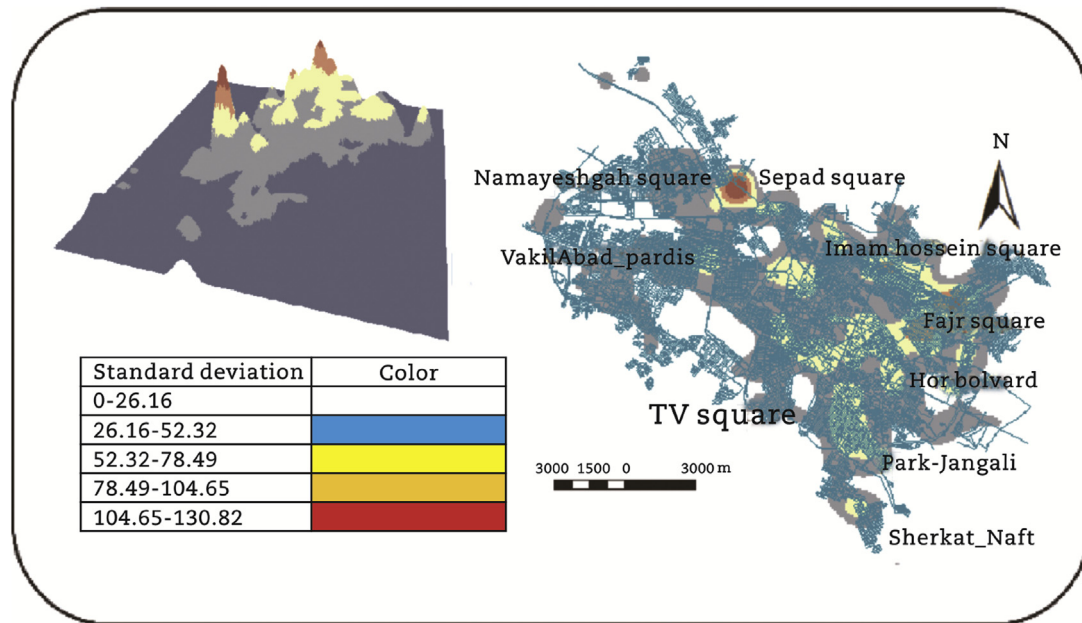 N
Namayeshgah square
Sepad square
Imam hossein square
VakilAbad_pardis
Fajr square
Hor bolvard
TV square
Park-Jangali
3000 1500 0 3000 m
Sherkat_Naft
Standard deviation Color
0-26.16
26.16-52.32
52.32-78.49
78.49-104.65
104.65-130.82